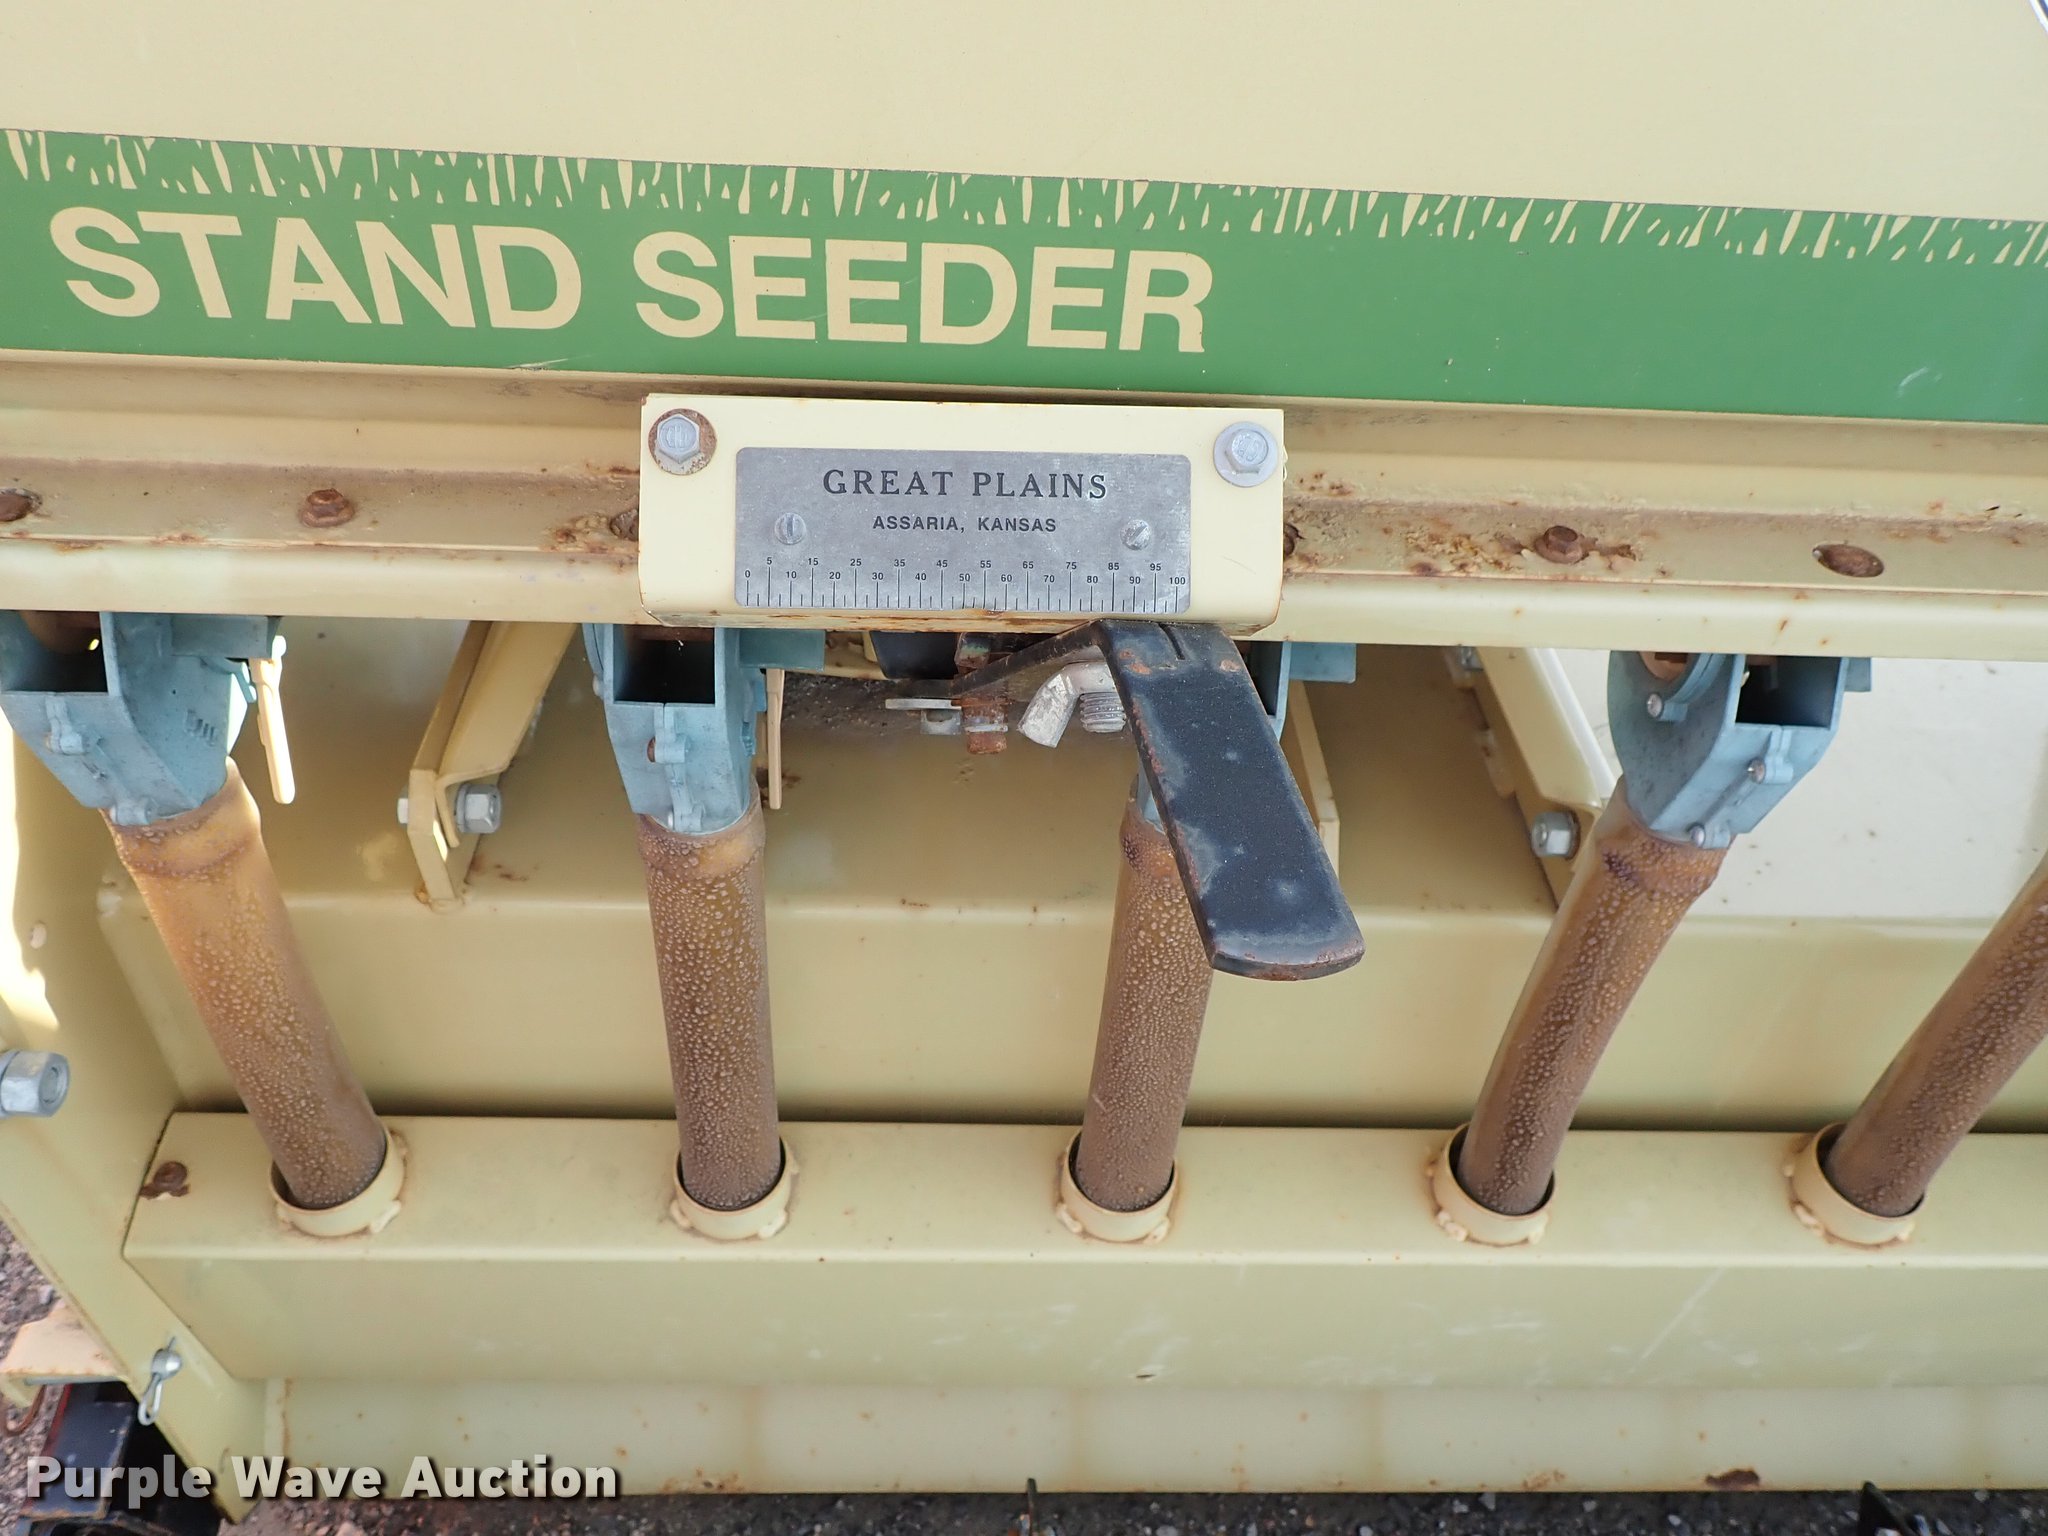 STAND SEEDER
GREAT PLAINS
ASSARIA, KANSAS
5 15 25 35 45 55 65 75 85 95
0 10 20 30 40 50 60 70 80 90 100
Purple Wave Auction